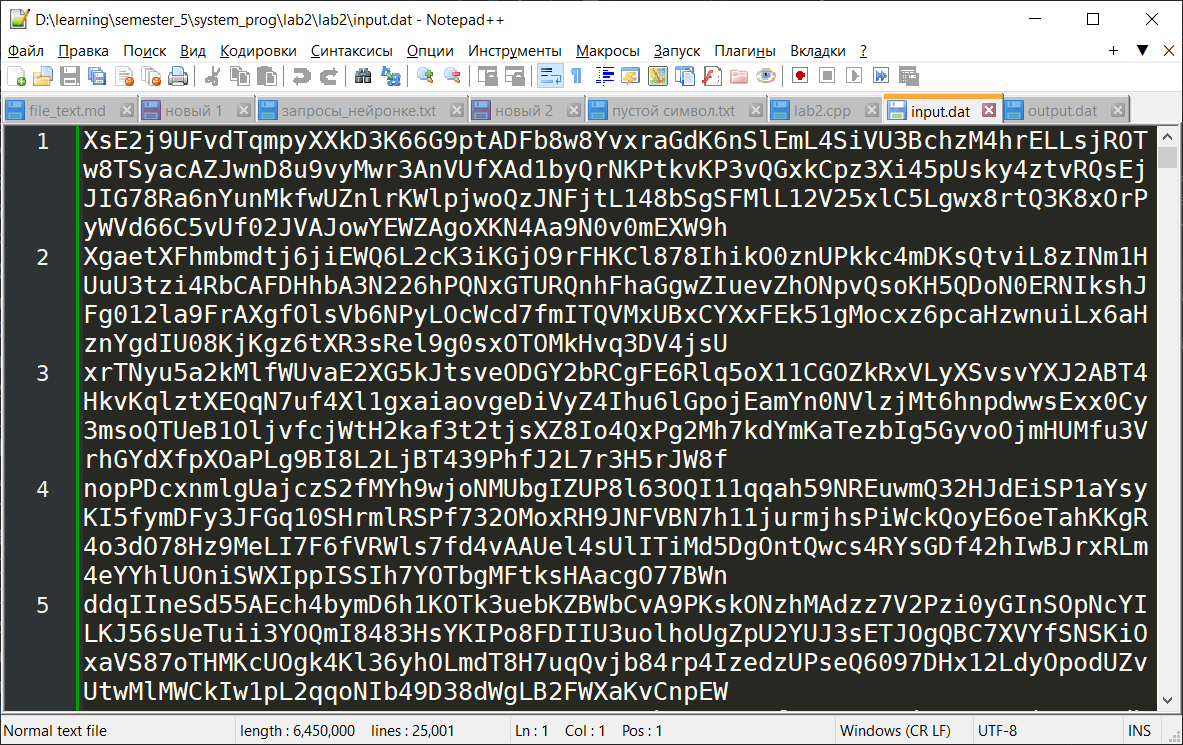 D:\learning\semester_5\system_prog\lab2\lab2\input.dat - Notepad++
Файл Правка Поиск Вид Кодировки Синтаксисы Опции Инструменты Макросы Запуск Плагины Вкладки ? + ▼ ✕
file_text.md новый 1 запросы_нейронке.txt новый 2 пустой символ.txt lab2.cpp input.dat output.dat
1 XsE2j9UFvdTqmpyXXkD3K66G9ptADFb8w8YvxraGdK6nSlEmL4SiVU3BchzM4hrELLsjROT
w8TSyacAZJwnD8u9vyMwr3AnVUfXAd1byQrNKPtkvKP3vQGxkCpz3Xi45pUsky4ztvRQsEj
JIG78Ra6nYunMkfwUZnlrKWlpjwoQzJNFjtL148bSgSFMlL12V25xlC5Lgwx8rtQ3K8xOrP
yWVd66C5vUf02JVAJowYEWZAgoXKN4Aa9N0v0mEXW9h
2 XgaetXFhmbmdtj6jiEWQ6L2cK3iKGjO9rFHKCl878IhikO0znUPkkc4mDKsQtviL8zINm1H
UuU3tzi4RbCAFDHhbA3N226hPQNxGTURQnhFhaGgwZIuevZhONpvQsoKH5QDoN0ERNIkshJ
Fg012la9FrAXgfOlsVb6NPyLOcWcd7fmITQVMxUBxCYXxFEk51gMocxz6pcaHzwnuiLx6aH
znYgdIU08KjKgz6tXR3sRel9g0sxOTOMkHvq3DV4jsU
3 xrTNyu5a2kMlfWUvaE2XG5kJtsveODGY2bRCgFE6Rlq5oX11CGOZkRxVLyXSvsvYXJ2ABT4
HkvKqlztXEQqN7uf4Xl1gxaiaovgeDiVyZ4Ihu6lGpojEamYn0NVlzjMt6hnpdwwsExx0Cy
3msoQTUeB1OljvfcjWtH2kaf3t2tjsXZ8Io4QxPg2Mh7kdYmKaTezbIg5GyvoOjmHUMfu3V
rhGYdXfpXOaPLg9BI8L2LjBT439PhfJ2L7r3H5rJW8f
4 nopPDcxnmlgUajczS2fMYh9wjoNMUbgIZUP8l63OQI11qqah59NREuwmQ32HJdEiSP1aYsy
KI5fymDFy3JFGq10SHrmlRSPf732OMoxRH9JNFVBN7h11jurmjhsPiWckQoyE6oeTahKKgR
4o3dO78Hz9MeLI7F6fVRWls7fd4vAAUel4sUlITiMd5DgOntQwcs4RYsGDf42hIwBJrxRLm
4eYYhlUOniSWXIppISSIh7YOTbgMFtksHAacgO77BWn
5 ddqIIneSd55AEch4bymD6h1KOTk3uebKZBWbCvA9PKskONzhMAdzz7V2Pzi0yGInSOpNcYI
LKJ56sUeTuii3YOQmI8483HsYKIPo8FDIIU3uolhoUgZpU2YUJ3sETJOgQBC7XVYfSNSKiO
xaVS87oTHMKcUOgk4Kl36yhOLmdT8H7uqQvjb84rp4IzedzUPseQ6097DHx12LdyOpodUZv
UtwMlMWCkIw1pL2qqoNIb49D38dWgLB2FWXaKvCnpEW
Normal text file length : 6,450,000 lines : 25,001 Ln : 1 Col : 1 Pos : 1 Windows (CR LF) UTF-8 INS